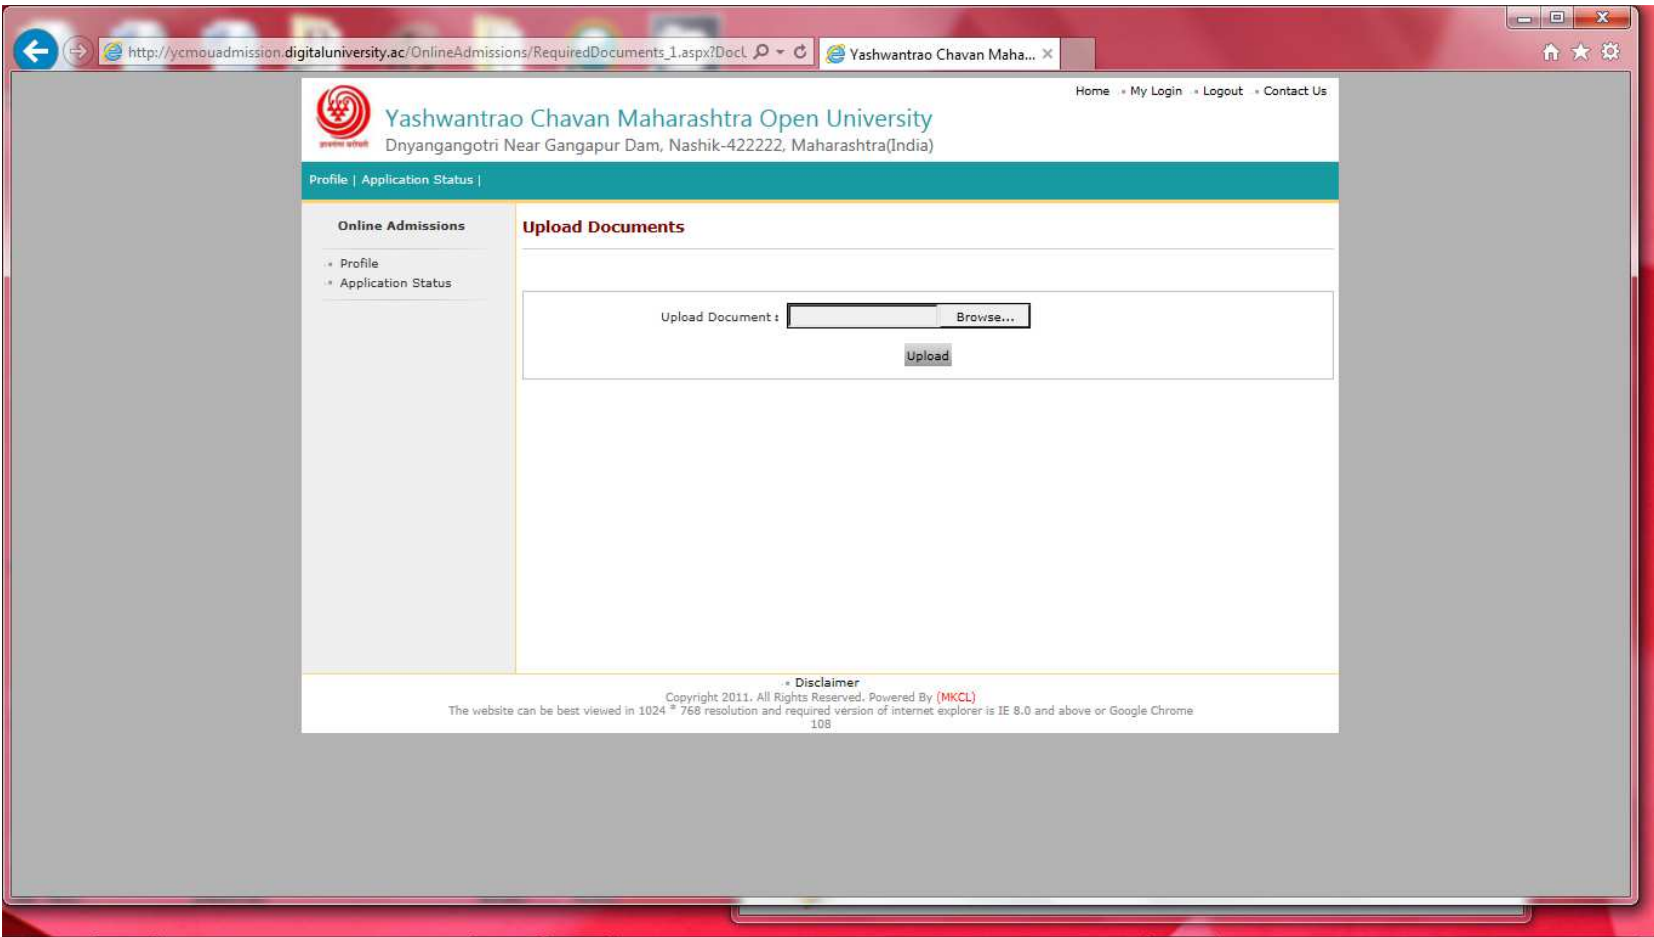 http://ycmouadmission.digitaluniversity.ac/OnlineAdmissions/RequiredDocuments_1.aspx?Doc
Yashwantrao Chavan Maha...
Home My Login Logout Contact Us
Yashwantrao Chavan Maharashtra Open University
Dnyangangotri Near Gangapur Dam, Nashik-422222, Maharashtra(India)
Profile | Application Status |
Online Admissions
Profile
Application Status
Upload Documents
Upload Document : Browse...
Upload
Disclaimer
Copyright 2011. All Rights Reserved. Powered By (MKCL)
The website can be best viewed in 1024 * 768 resolution and required version of internet explorer is IE 8.0 and above or Google Chrome
108